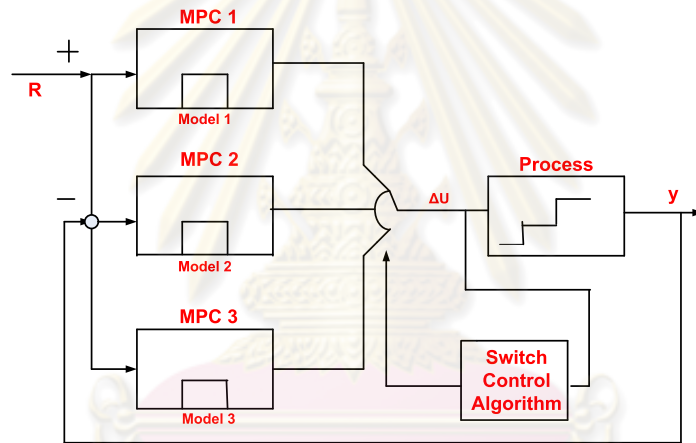 MPC 1
+
R
Model 1
MPC 2
−
Model 2
ΔU
Process
y
MPC 3
Model 3
Switch
Control
Algorithm